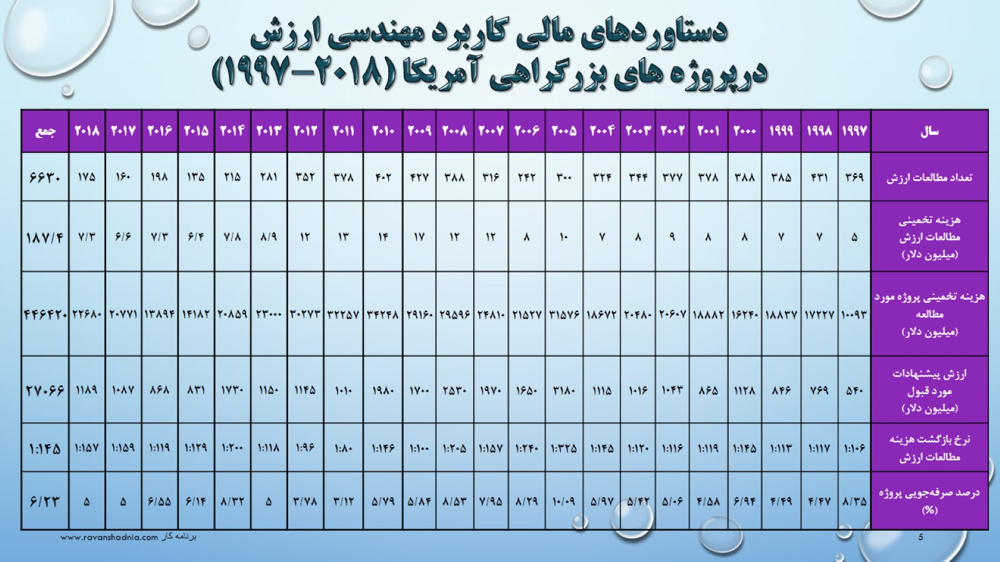 دستاوردهای مالی کاربرد مهندسی ارزش
درپروژه های بزرگراهی آمریکا (۲۰۱۸-۱۹۹۷)
سال ۱۹۹۷ ۱۹۹۸ ۱۹۹۹ ۲۰۰۰ ۲۰۰۱ ۲۰۰۲ ۲۰۰۳ ۲۰۰۴ ۲۰۰۵ ۲۰۰۶ ۲۰۰۷ ۲۰۰۸ ۲۰۰۹ ۲۰۱۰ ۲۰۱۱ ۲۰۱۲ ۲۰۱۳ ۲۰۱۴ ۲۰۱۵ ۲۰۱۶ ۲۰۱۷ ۲۰۱۸ جمع
تعداد مطالعات ارزش ۳۶۹ ۴۳۱ ۳۸۵ ۳۸۸ ۳۷۸ ۳۷۷ ۳۴۴ ۳۲۴ ۳۰۰ ۲۴۲ ۳۱۶ ۳۸۸ ۴۲۷ ۴۰۲ ۳۷۸ ۳۵۲ ۲۸۱ ۲۱۵ ۱۳۵ ۱۹۸ ۱۶۰ ۱۷۵ ۶۶۳۰
هزینه تخمینی
مطالعات ارزش
(میلیون دلار)
۵ ۷ ۷ ۸ ۸ ۹ ۸ ۷ ۱۰ ۸ ۱۲ ۱۲ ۱۷ ۱۴ ۱۳ ۱۲ ۸/۹ ۷/۸ ۶/۴ ۷/۳ ۶/۶ ۷/۳ ۱۸۷/۴
هزینه تخمینی پروژه مورد
مطالعه
(میلیون دلار)
۱۰۰۹۳ ۱۷۲۲۷ ۱۸۸۳۷ ۱۶۲۴۰ ۱۸۸۸۲ ۲۰۶۰۷ ۲۰۴۸۰ ۱۸۶۷۲ ۳۱۵۷۶ ۲۱۵۲۷ ۲۴۸۱۰ ۲۹۵۹۶ ۲۹۱۶۰ ۳۴۲۴۸ ۳۲۲۵۷ ۳۰۲۷۳ ۲۳۰۰۰ ۲۰۸۵۹ ۱۴۱۸۲ ۱۳۸۹۴ ۲۰۷۷۱ ۲۲۶۸۰ ۴۴۶۴۲۰
ارزش پیشنهادات
مورد قبول
(میلیون دلار)
۵۴۰ ۷۶۹ ۸۴۶ ۱۱۲۸ ۸۶۵ ۱۰۴۳ ۱۰۱۶ ۱۱۱۵ ۳۱۸۰ ۱۶۵۰ ۱۹۷۰ ۲۵۳۰ ۱۷۰۰ ۱۹۸۰ ۱۰۱۰ ۱۱۴۵ ۱۱۵۰ ۱۷۳۰ ۸۳۱ ۸۶۸ ۱۰۸۷ ۱۱۸۹ ۲۷۰۶۶
نرخ بازگشت هزینه
مطالعات ارزش
۱:۱۰۶ ۱:۱۱۷ ۱:۱۱۳ ۱:۱۴۵ ۱:۱۱۹ ۱:۱۱۶ ۱:۱۲۰ ۱:۱۴۵ ۱:۳۲۵ ۱:۲۴۰ ۱:۱۵۷ ۱:۲۰۵ ۱:۱۰۰ ۱:۱۴۶ ۱:۸۰ ۱:۹۶ ۱:۱۱۸ ۱:۲۰۰ ۱:۱۲۹ ۱:۱۱۹ ۱:۱۵۹ ۱:۱۵۷ ۱:۱۴۵
درصد صرفه‌جویی پروژه
(%)
۸/۳۵ ۴/۴۷ ۴/۴۹ ۶/۹۴ ۴/۵۸ ۵/۰۶ ۵/۴۲ ۵/۹۷ ۱۰/۰۹ ۸/۲۹ ۷/۹۵ ۸/۵۳ ۵/۸۴ ۵/۷۹ ۳/۱۲ ۳/۷۸ ۵ ۸/۳۲ ۶/۱۴ ۶/۵۵ ۵ ۵ ۶/۲۳
برنامه کار www.ravanshadnia.com
5